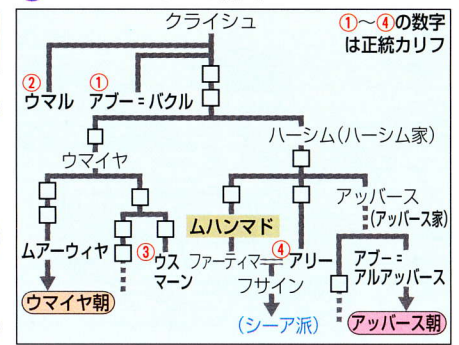 クライシュ
①~④の数字
は正統カリフ
②
ウマル
①
アブー=バクル
ハーシム(ハーシム家)
ウマイヤ
アッバース
(アッバース家)
ムハンマド
ムアーウィヤ
③ウス
マーン
ファーティマ
④
アリー
アブー=
アルアッバース
フサイン
ウマイヤ朝
(シーア派)
アッバース朝